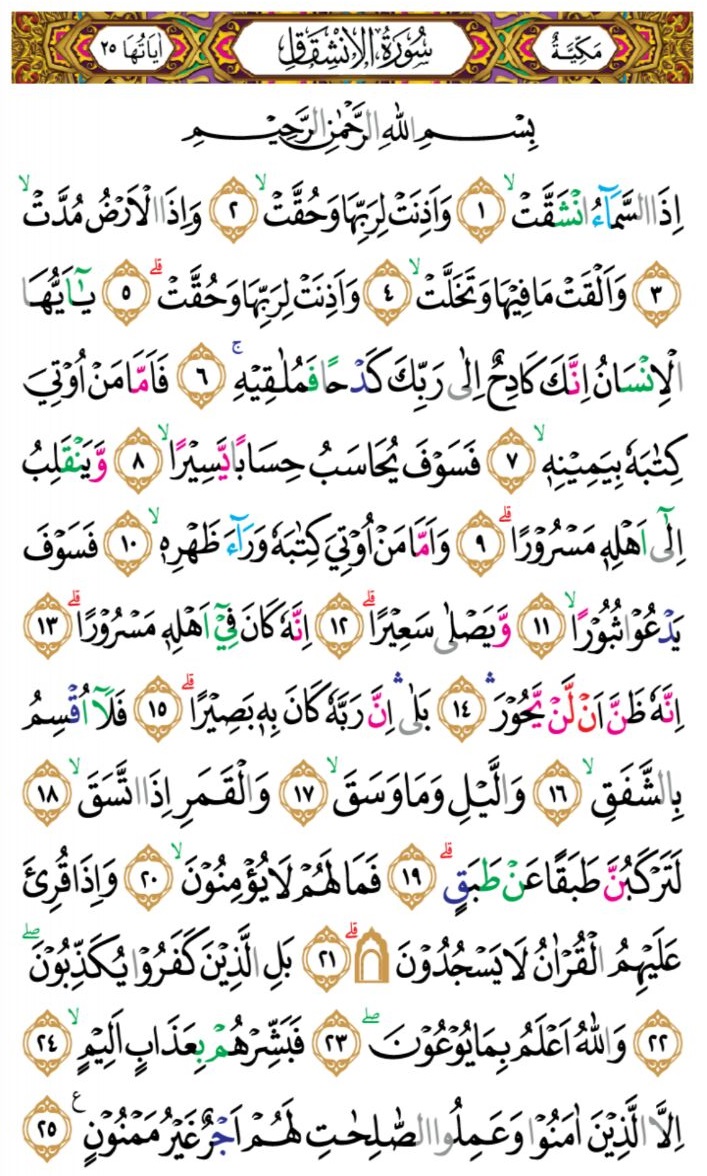 مَكِيَّةٌ سُورَةُ الْاِنْشِقَاقِ اٰيَاتُهَا ٢٥
بِسْمِ اللّٰهِ الرَّحْمٰنِ الرَّحِيْمِ
اِذَا السَّمَآءُ انْشَقَّتْۙ ١ وَاَذِنَتْ لِرَبِّهَا وَحُقَّتْۙ ٢ وَاِذَا الْاَرْضُ مُدَّتْۙ
٣ وَاَلْقَتْ مَا فِيْهَا وَتَخَلَّتْۙ ٤ وَاَذِنَتْ لِرَبِّهَا وَحُقَّتْۗ ٥ يٰٓاَيُّهَا
الْاِنْسَانُ اِنَّكَ كَادِحٌ اِلٰى رَبِّكَ كَدْحًا فَمُلٰقِيْهِۚ ٦ فَاَمَّا مَنْ اُوْتِيَ
كِتٰبَهٗ بِيَمِيْنِهٖۙ ٧ فَسَوْفَ يُحَاسَبُ حِسَابًا يَّسِيْرًاۙ ٨ وَّيَنْقَلِبُ
اِلٰٓى اَهْلِهٖ مَسْرُوْرًاۗ ٩ وَاَمَّا مَنْ اُوْتِيَ كِتٰبَهٗ وَرَآءَ ظَهْرِهٖۙ ١٠ فَسَوْفَ
يَدْعُوْا ثُبُوْرًاۙ ١١ وَّيَصْلٰى سَعِيْرًاۗ ١٢ اِنَّهٗ كَانَ فِيْٓ اَهْلِهٖ مَسْرُوْرًاۗ ١٣
اِنَّهٗ ظَنَّ اَنْ لَّنْ يَّحُوْرَۛ ١٤ بَلٰىۛ اِنَّ رَبَّهٗ كَانَ بِهٖ بَصِيْرًاۗ ١٥ فَلَآ اُقْسِمُ
بِالشَّفَقِۙ ١٦ وَالَّيْلِ وَمَا وَسَقَۙ ١٧ وَالْقَمَرِ اِذَا اتَّسَقَۙ ١٨
لَتَرْكَبُنَّ طَبَقًا عَنْ طَبَقٍۗ ١٩ فَمَا لَهُمْ لَا يُؤْمِنُوْنَۙ ٢٠ وَاِذَا قُرِئَ
عَلَيْهِمُ الْقُرْاٰنُ لَا يَسْجُدُوْنَۗ ۩ ٢١ بَلِ الَّذِيْنَ كَفَرُوْا يُكَذِّبُوْنَۖ
٢٢ وَاللّٰهُ اَعْلَمُ بِمَا يُوْعُوْنَۖ ٢٣ فَبَشِّرْهُمْ بِعَذَابٍ اَلِيْمٍۙ ٢٤
اِلَّا الَّذِيْنَ اٰمَنُوْا وَعَمِلُوا الصّٰلِحٰتِ لَهُمْ اَجْرٌ غَيْرُ مَمْنُوْنٍ ع ٢٥